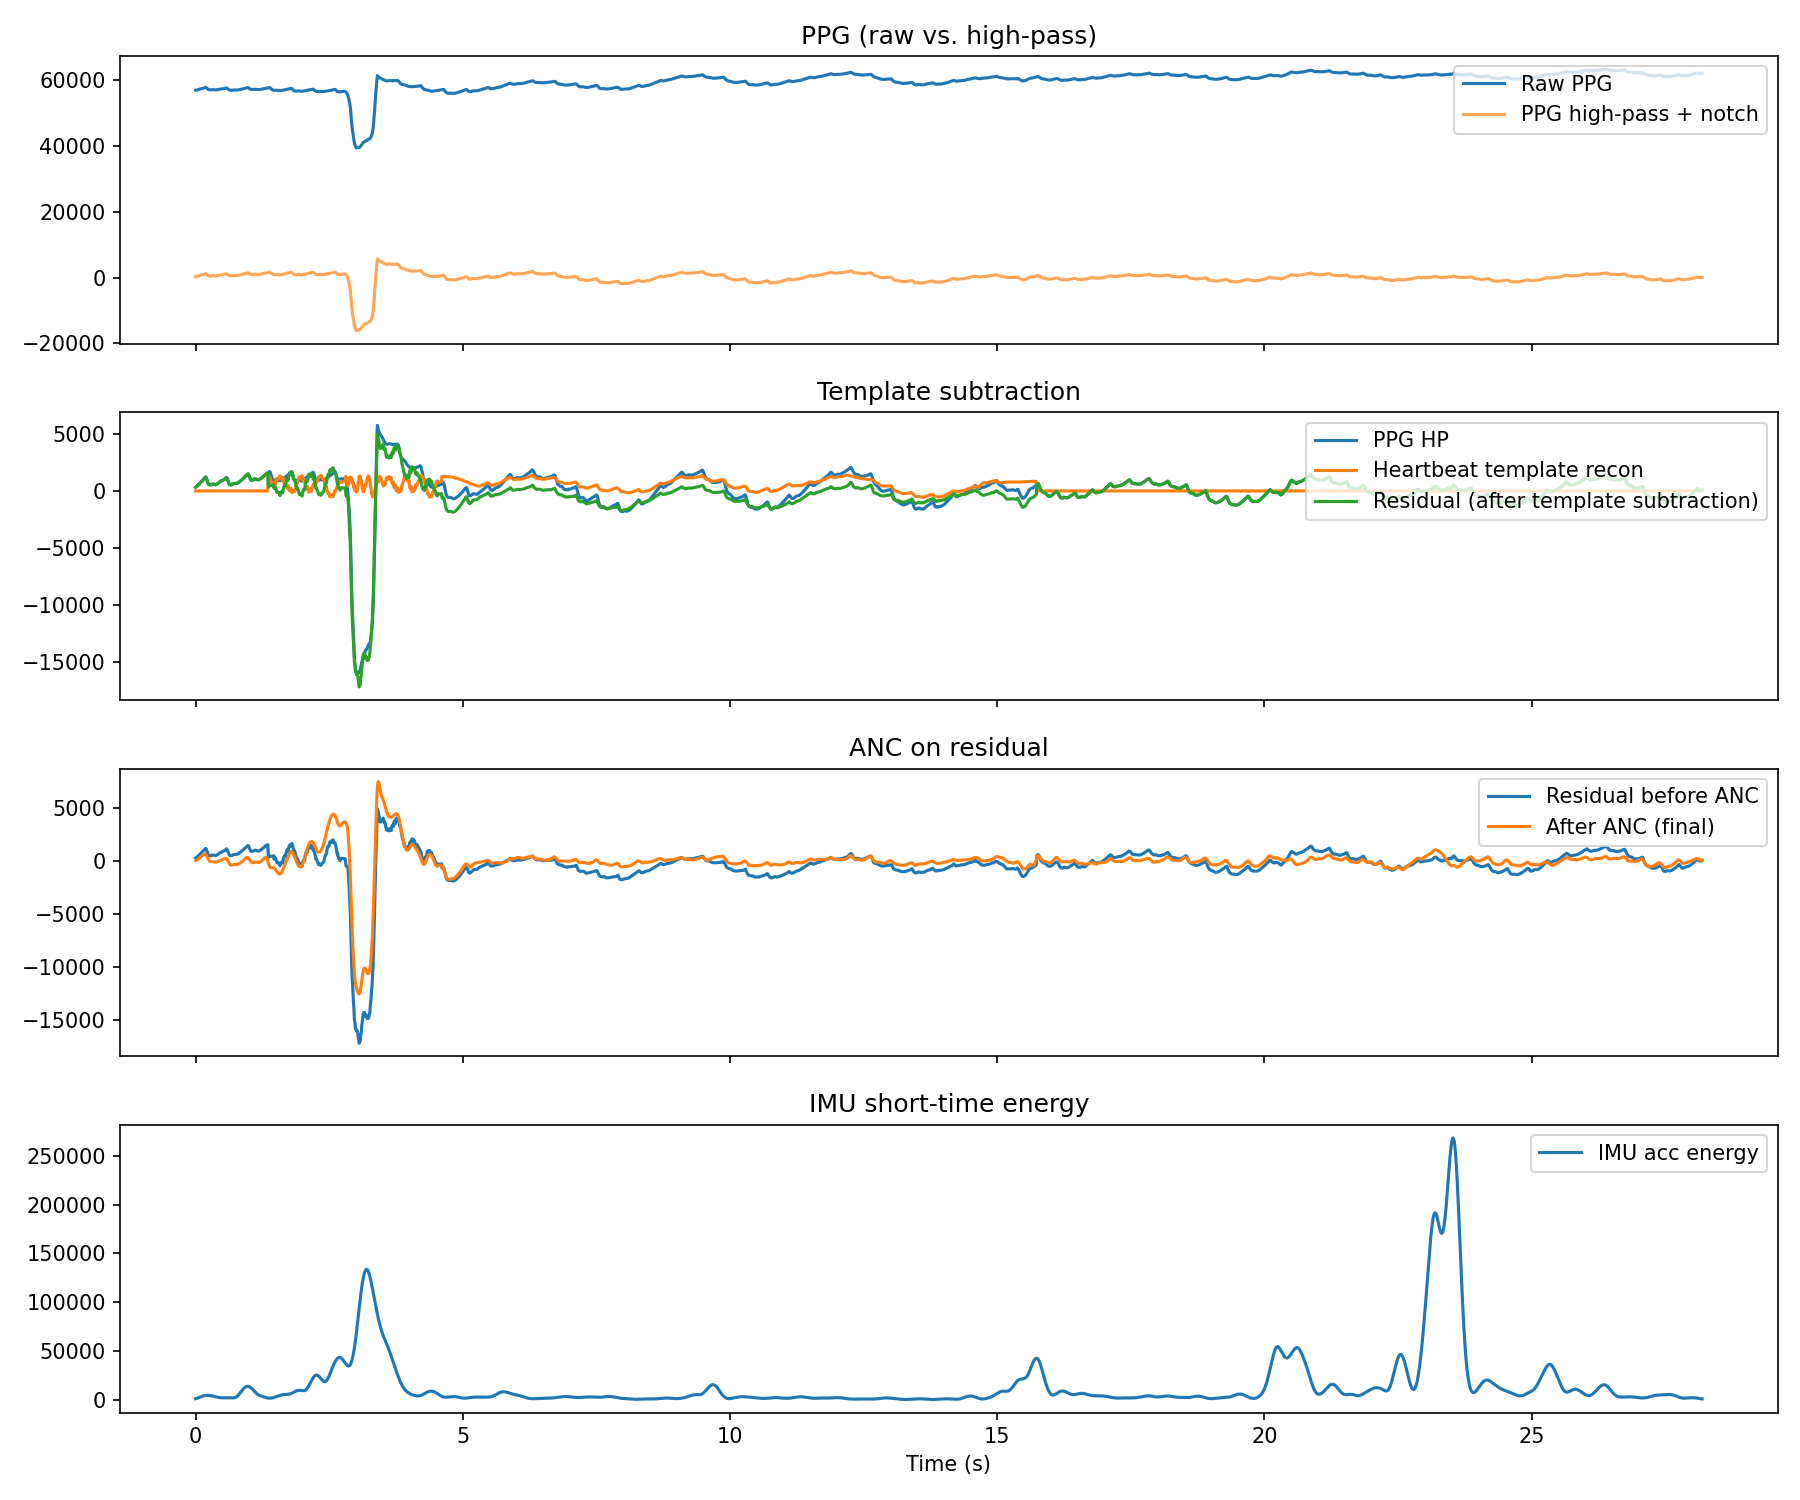 PPG (raw vs. high-pass)
60000
40000
20000
0
−20000
Raw PPG
PPG high-pass + notch
Template subtraction
5000
0
−5000
−10000
−15000
PPG HP
Heartbeat template recon
Residual (after template subtraction)
ANC on residual
5000
0
−5000
−10000
−15000
Residual before ANC
After ANC (final)
IMU short-time energy
250000
200000
150000
100000
50000
0
IMU acc energy
0 5 10 15 20 25
Time (s)